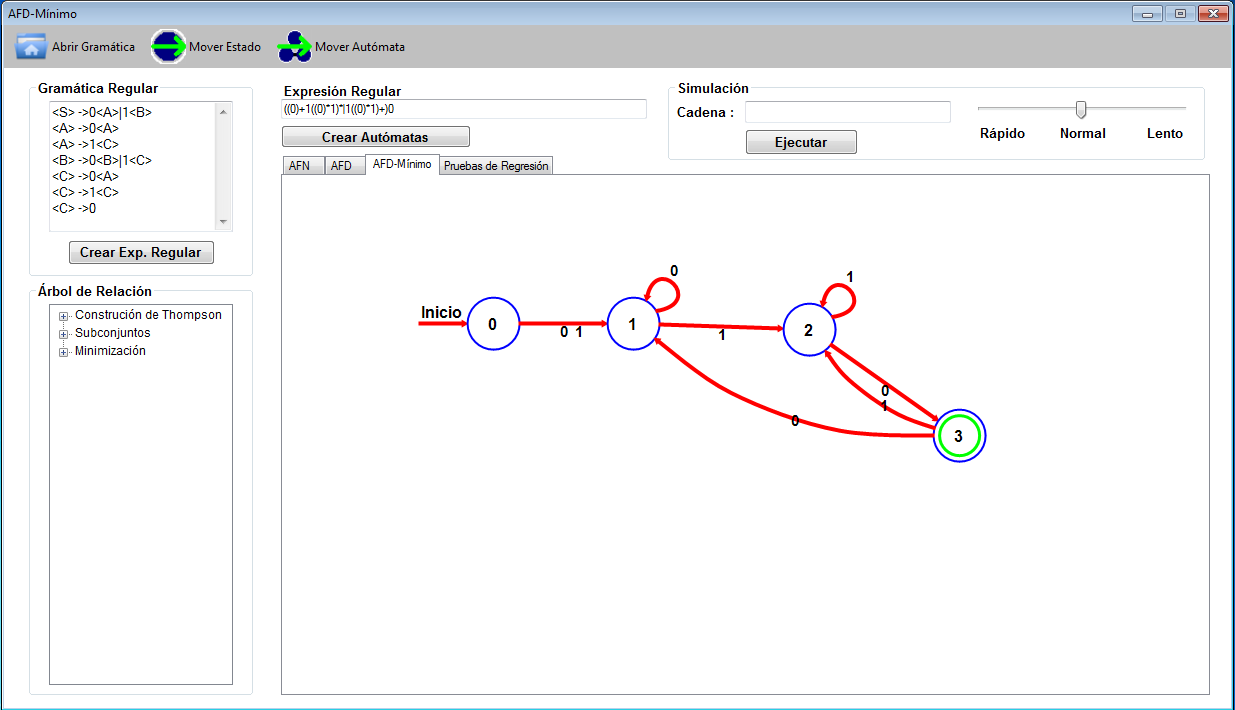 AFD-Mínimo
Abrir Gramática Mover Estado Mover Autómata
Gramática Regular
<S> ->0<A>|1<B>
<A> ->0<A>
<A> ->1<C>
<B> ->0<B>|1<C>
<C> ->0<A>
<C> ->1<C>
<C> ->0
Crear Exp. Regular
Árbol de Relación
Construción de Thompson
Subconjuntos
Minimización
Expresión Regular
((0)+1((0)*1)*|1((0)*1)+)0
Crear Autómatas
Simulación
Cadena :
Ejecutar
Rápido Normal Lento
AFN AFD AFD-Mínimo Pruebas de Regresión
Inicio
0
0 1
1
0
1
2
1
0
1
0
3